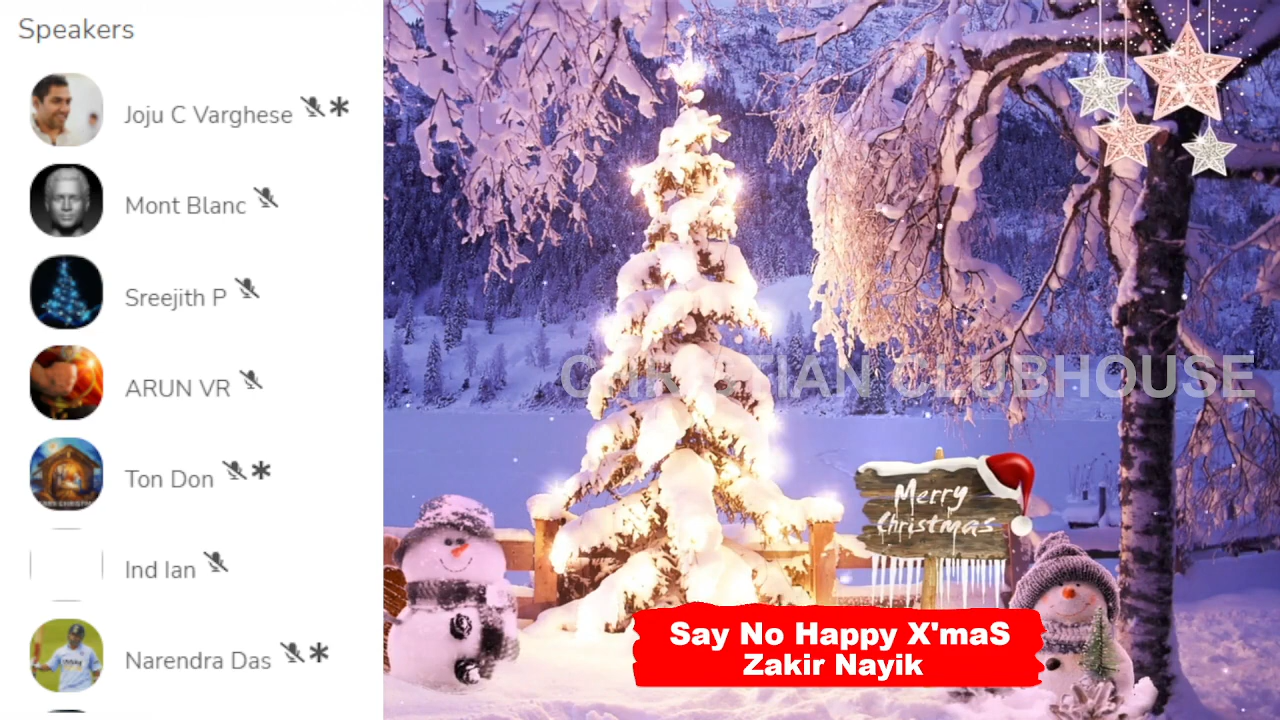 Speakers
Joju C Varghese
Mont Blanc
Sreejith P
ARUN VR
Ton Don
Ind Ian
Narendra Das
CHRISTIAN CLUBHOUSE
Merry
Christmas
Say No Happy X'maS
Zakir Nayik